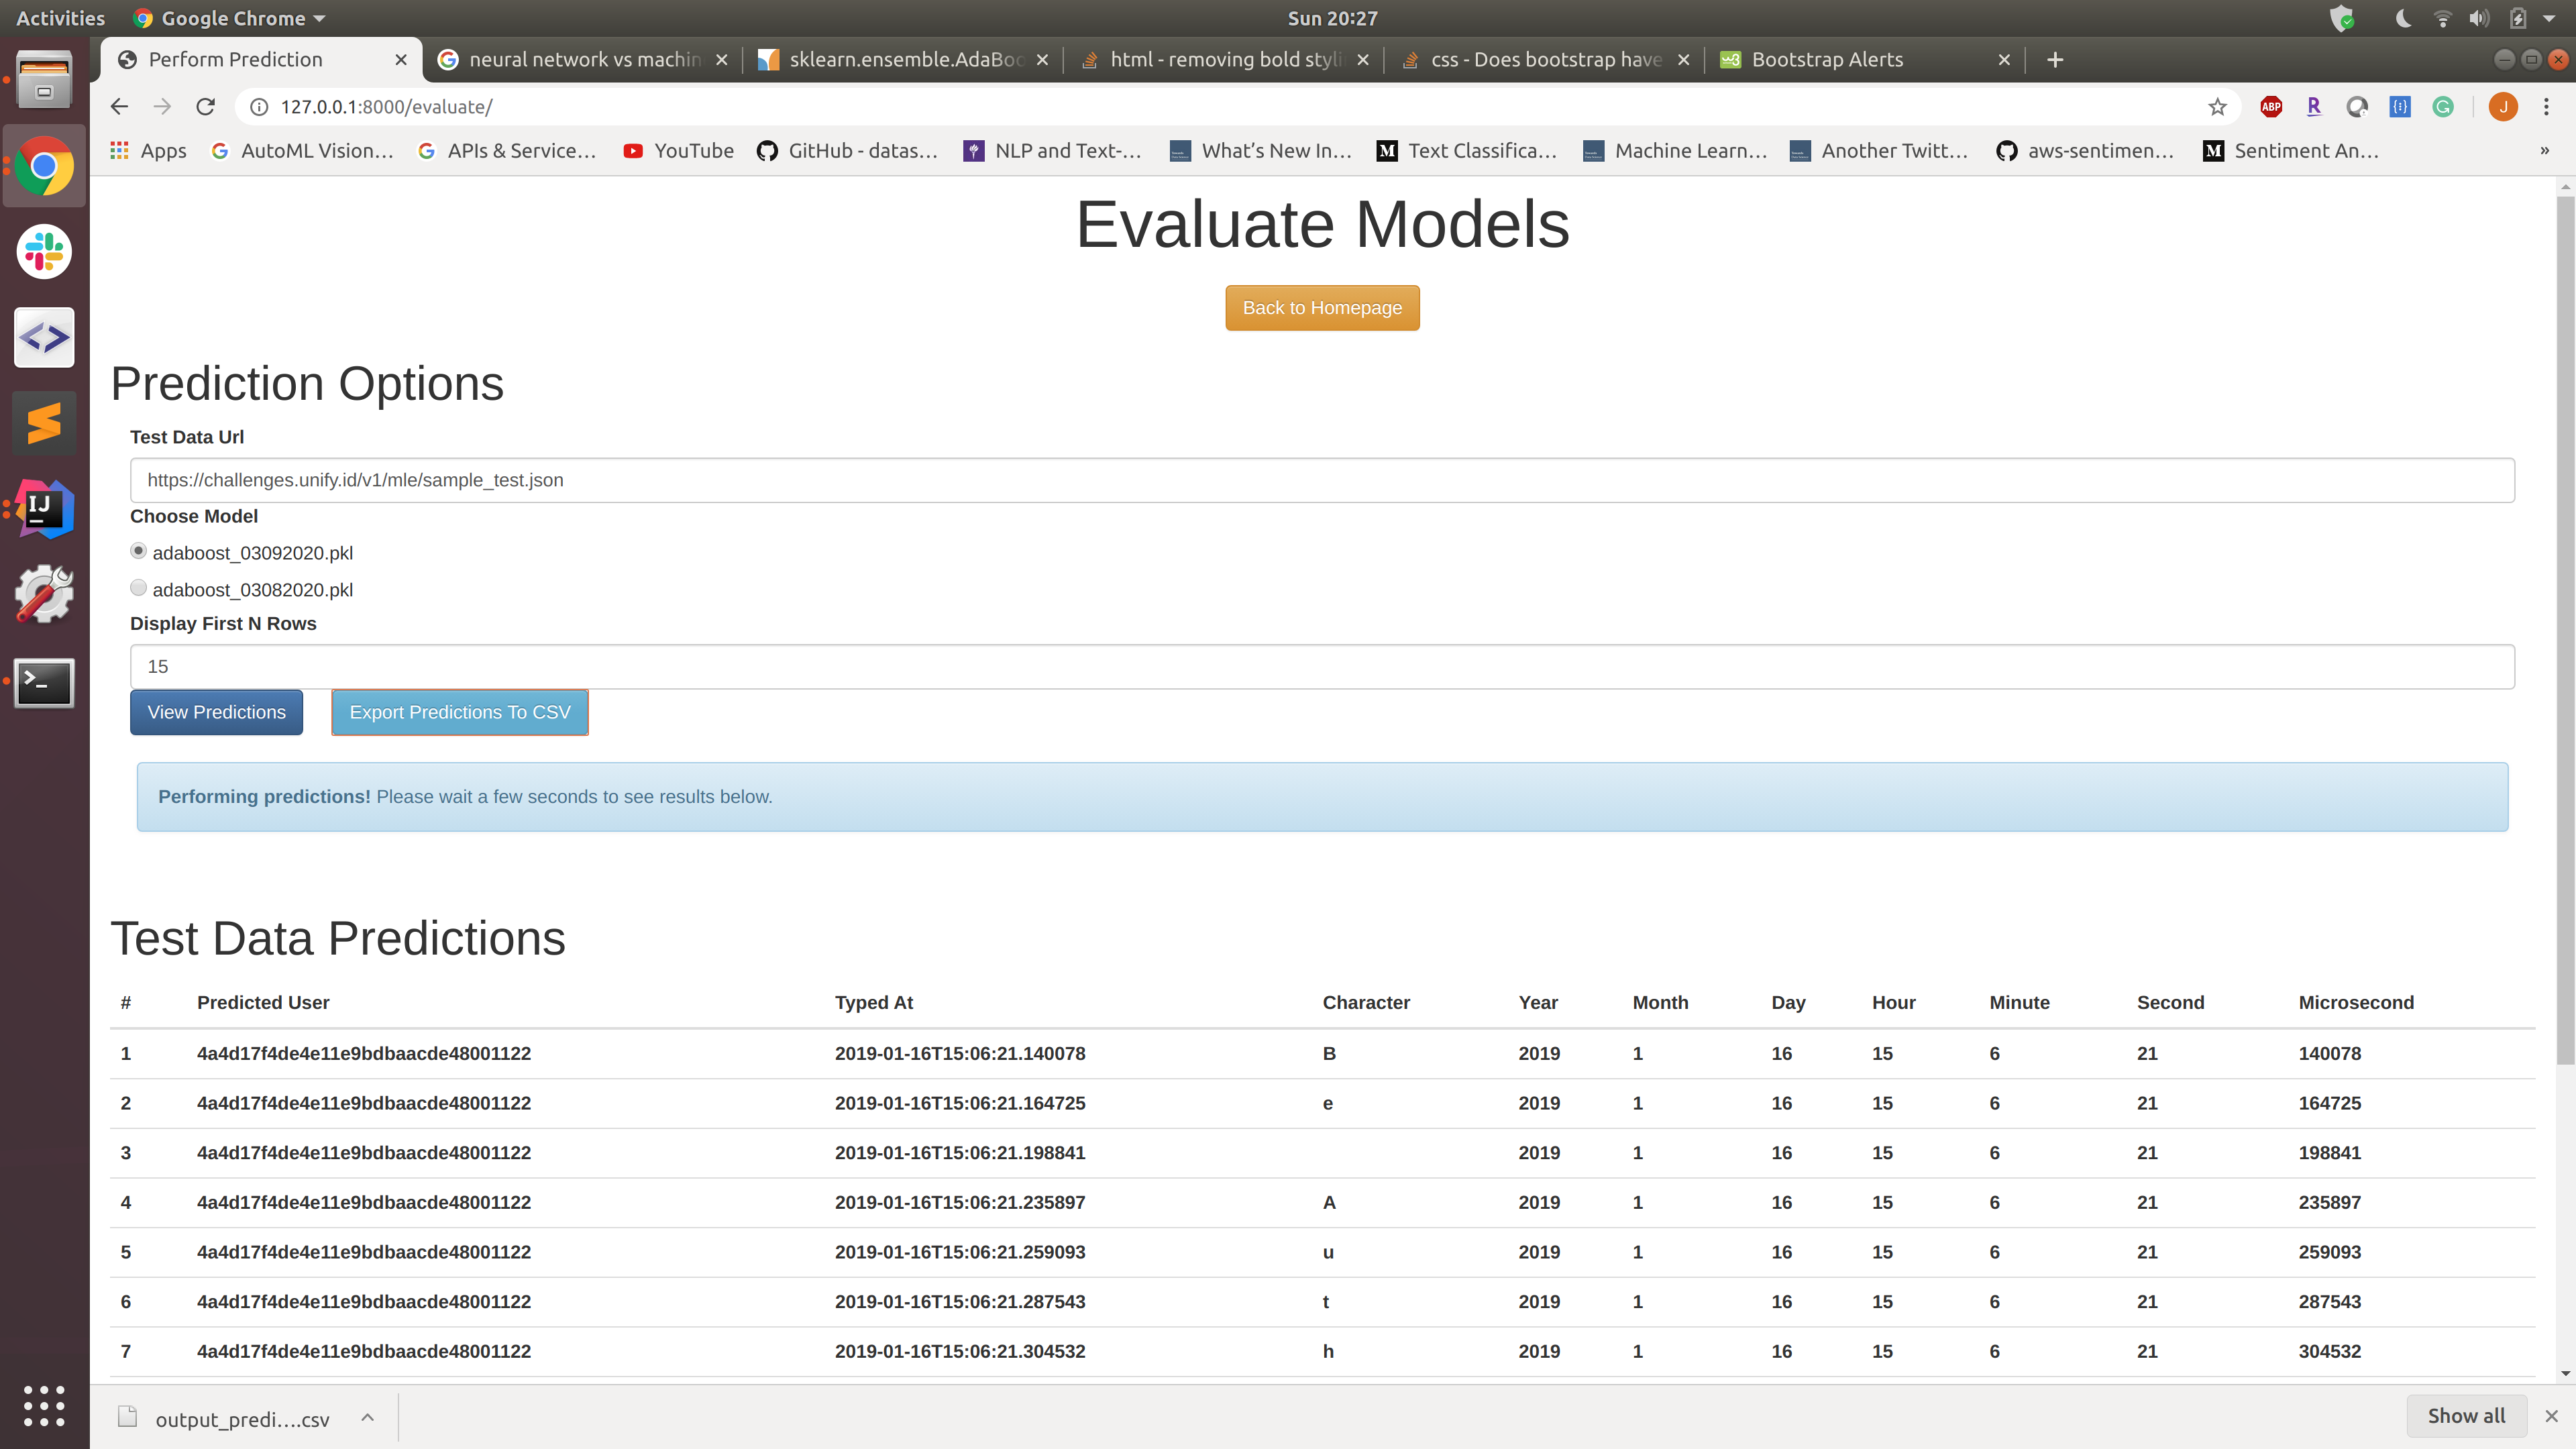 Activities Google Chrome Sun 20:27
Perform Prediction neural network vs machin sklearn.ensemble.AdaBoo html - removing bold styli css - Does bootstrap have Bootstrap Alerts
127.0.0.1:8000/evaluate/ ABP R J
Apps AutoML Vision… APIs & Service… YouTube GitHub - datas… NLP and Text-… What’s New In… Text Classifica… Machine Learn… Another Twitt… aws-sentimen… Sentiment An… »
Evaluate Models
Back to Homepage
Prediction Options
Test Data Url
https://challenges.unify.id/v1/mle/sample_test.json
Choose Model
adaboost_03092020.pkl
adaboost_03082020.pkl
Display First N Rows
15
View Predictions Export Predictions To CSV
Performing predictions! Please wait a few seconds to see results below.
Test Data Predictions
# Predicted User Typed At Character Year Month Day Hour Minute Second Microsecond
1 4a4d17f4de4e11e9bdbaacde48001122 2019-01-16T15:06:21.140078 B 2019 1 16 15 6 21 140078
2 4a4d17f4de4e11e9bdbaacde48001122 2019-01-16T15:06:21.164725 e 2019 1 16 15 6 21 164725
3 4a4d17f4de4e11e9bdbaacde48001122 2019-01-16T15:06:21.198841 2019 1 16 15 6 21 198841
4 4a4d17f4de4e11e9bdbaacde48001122 2019-01-16T15:06:21.235897 A 2019 1 16 15 6 21 235897
5 4a4d17f4de4e11e9bdbaacde48001122 2019-01-16T15:06:21.259093 u 2019 1 16 15 6 21 259093
6 4a4d17f4de4e11e9bdbaacde48001122 2019-01-16T15:06:21.287543 t 2019 1 16 15 6 21 287543
7 4a4d17f4de4e11e9bdbaacde48001122 2019-01-16T15:06:21.304532 h 2019 1 16 15 6 21 304532
output_predi….csv Show all